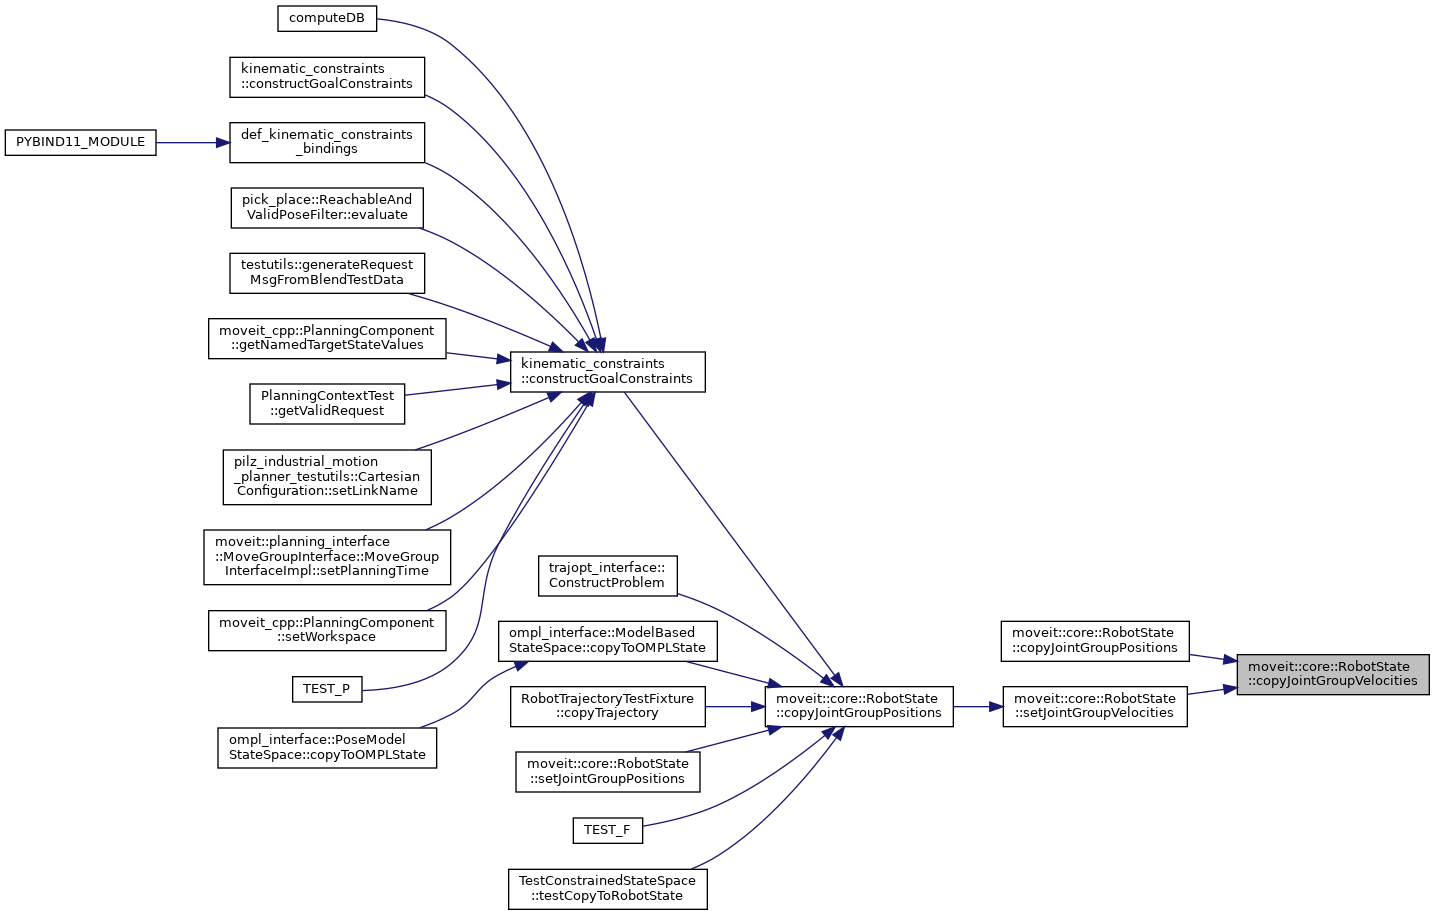 computeDB
kinematic_constraints
::constructGoalConstraints
PYBIND11_MODULE
def_kinematic_constraints
_bindings
pick_place::ReachableAnd
ValidPoseFilter::evaluate
testutils::generateRequest
MsgFromBlendTestData
moveit_cpp::PlanningComponent
::getNamedTargetStateValues
kinematic_constraints
::constructGoalConstraints
PlanningContextTest
::getValidRequest
pilz_industrial_motion
_planner_testutils::Cartesian
Configuration::setLinkName
moveit::planning_interface
::MoveGroupInterface::MoveGroup
InterfaceImpl::setPlanningTime
trajopt_interface::
ConstructProblem
moveit_cpp::PlanningComponent
::setWorkspace
ompl_interface::ModelBased
StateSpace::copyToOMPLState
moveit::core::RobotState
::copyJointGroupPositions
moveit::core::RobotState
::copyJointGroupVelocities
TEST_P
RobotTrajectoryTestFixture
::copyTrajectory
moveit::core::RobotState
::copyJointGroupPositions
moveit::core::RobotState
::setJointGroupVelocities
ompl_interface::PoseModel
StateSpace::copyToOMPLState
moveit::core::RobotState
::setJointGroupPositions
TEST_F
TestConstrainedStateSpace
::testCopyToRobotState